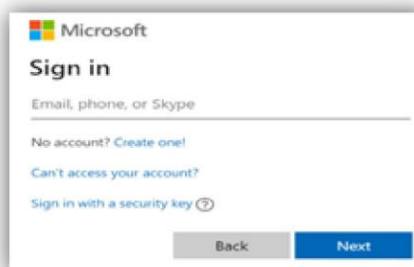 Microsoft
Sign in
Email, phone, or Skype
No account? Create one!
Can't access your account?
Sign in with a security key ?
Back Next